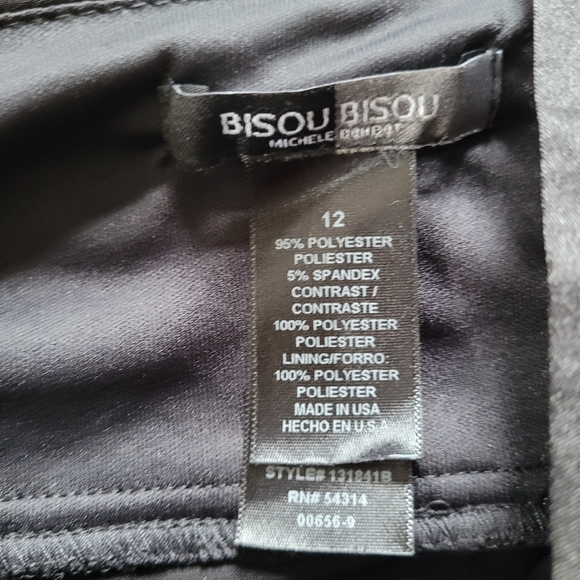 BISOU BISOU
MICHELE BOHBOT
12
95% POLYESTER
POLIESTER
5% SPANDEX
CONTRAST /
CONTRASTE
100% POLYESTER
POLIESTER
LINING/FORRO:
100% POLYESTER
POLIESTER
MADE IN USA
HECHO EN U.S.A
STYLE# 131841B
RN# 54314
00656-9